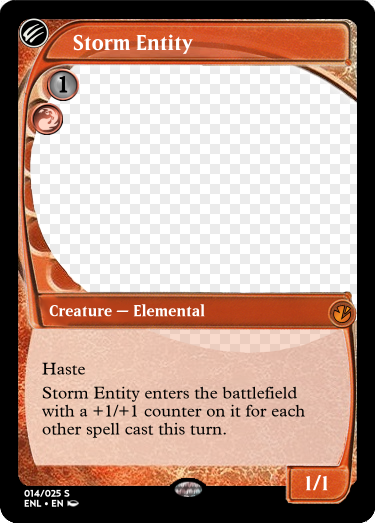 Storm Entity
1
Creature — Elemental
Haste
Storm Entity enters the battlefield
with a +1/+1 counter on it for each
other spell cast this turn.
1/1
014/025 S
ENL • EN